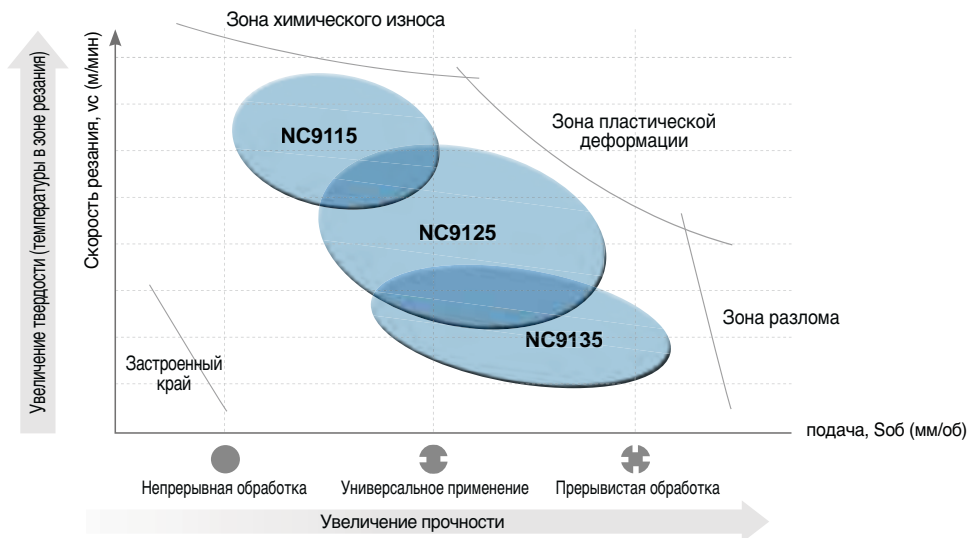 Зона химического износа
Увеличение твердости (температуры в зоне резания)
Скорость резания, vc (м/мин)
NC9115
Зона пластической
деформации
NC9125
Зона разлома
NC9135
Застроенный
край
подача, Sоб (мм/об)
Непрерывная обработка
Универсальное применение
Прерывистая обработка
Увеличение прочности